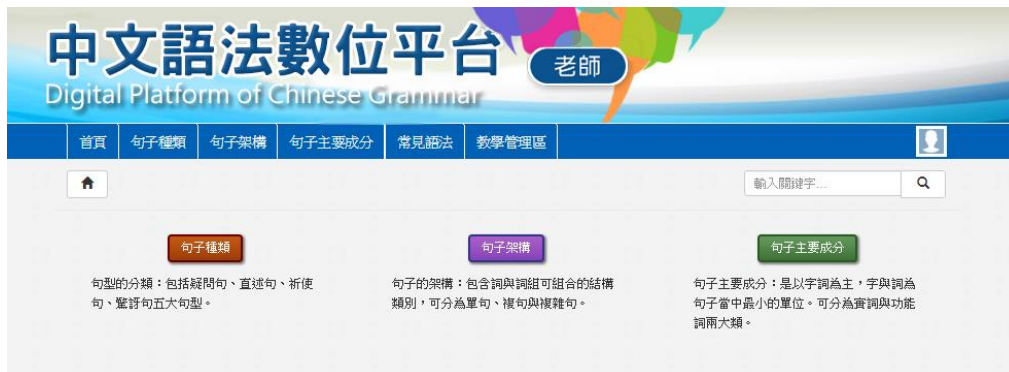 中文語法數位平台
老師
Digital Platform of Chinese Grammar
首頁 句子種類 句子架構 句子主要成分 常見語法 教學管理區
輸入關鍵字...
句子種類
句型的分類：包括疑問句、直述句、祈使
句、驚訝句五大句型。
句子架構
句子的架構：包含詞與詞組可組合的結構
類別，可分為單句、複句與複雜句。
句子主要成分
句子主要成分：是以字詞為主，字與詞為
句子當中最小的單位。可分為實詞與功能
詞兩大類。